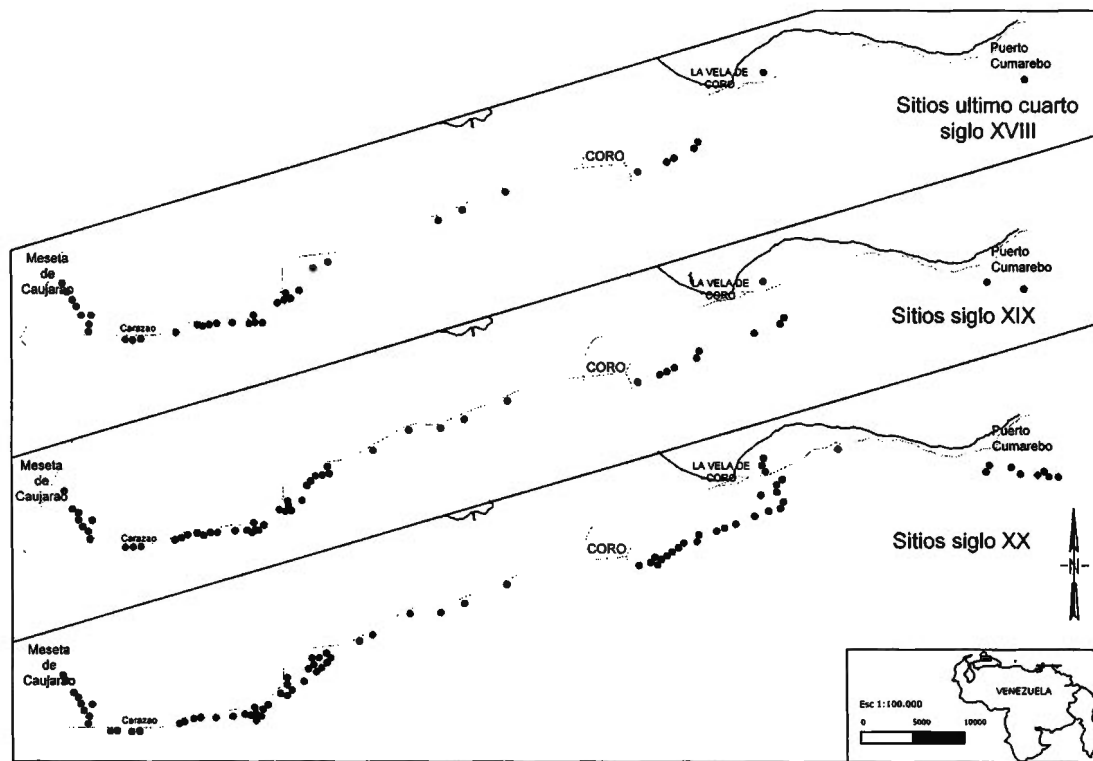 LA VELA DE
CORO
Puerto
Cumarebo
Sitios ultimo cuarto
siglo XVIII
CORO
Meseta
de
Caujarao
Carazao
LA VELA DE
CORO
Puerto
Cumarebo
Sitios siglo XIX
CORO
Meseta
de
Caujarao
Carazao
LA VELA DE
CORO
Puerto
Cumarebo
Sitios siglo XX
CORO
N
Meseta
de
Caujarao
Carazao
VENEZUELA
Esc 1:100.000
0 5000 10000